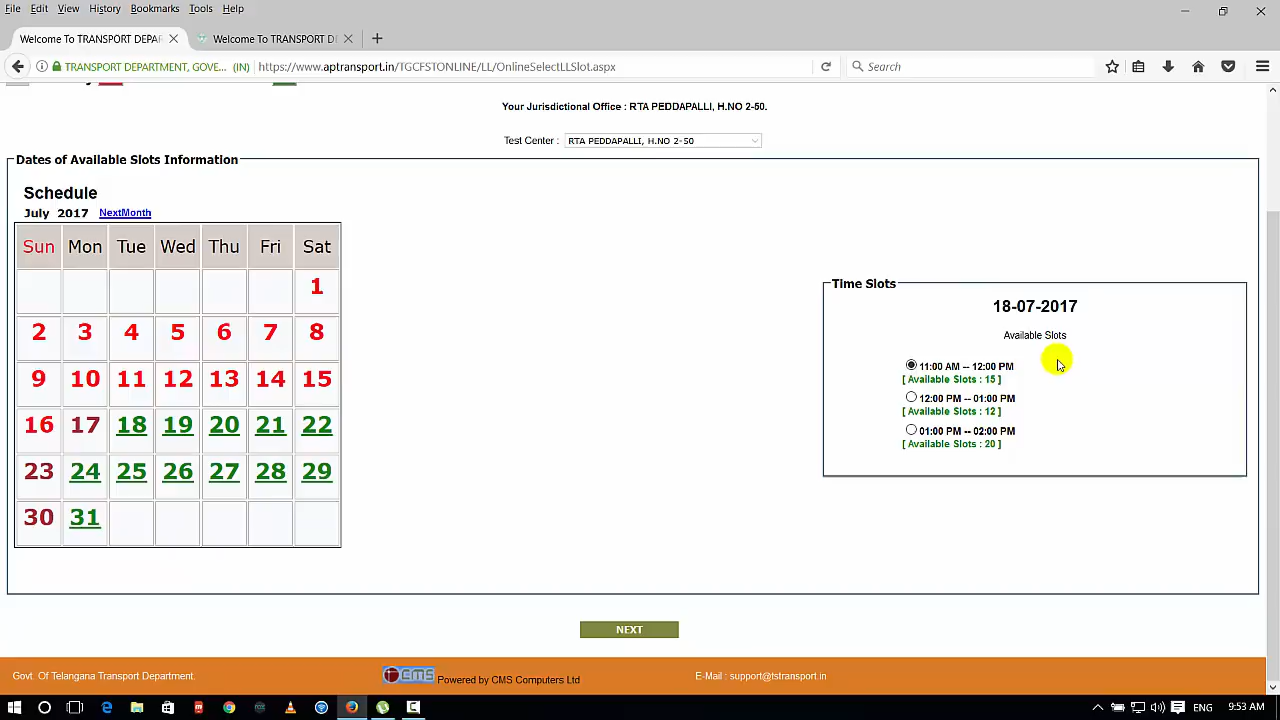 File Edit View History Bookmarks Tools Help
Welcome To TRANSPORT DEPAR Welcome To TRANSPORT DE
TRANSPORT DEPARTMENT, GOVE... (IN) https://www.aptransport.in/TGCFSTONLINE/LL/OnlineSelectLLSlot.aspx Search
Your Jurisdictional Office : RTA PEDDAPALLI, H.NO 2-50.
Test Center : RTA PEDDAPALLI, H.NO 2-50
Dates of Available Slots Information
Schedule
July 2017 NextMonth
Sun Mon Tue Wed Thu Fri Sat
1
2 3 4 5 6 7 8
9 10 11 12 13 14 15
16 17 18 19 20 21 22
23 24 25 26 27 28 29
30 31
Time Slots
18-07-2017
Available Slots
11:00 AM -- 12:00 PM
[ Available Slots : 15 ]
12:00 PM -- 01:00 PM
[ Available Slots : 12 ]
01:00 PM -- 02:00 PM
[ Available Slots : 20 ]
NEXT
Govt. Of Telangana Transport Department. CMS Powered by CMS Computers Ltd E-Mail : support@tstransport.in
ENG 9:53 AM